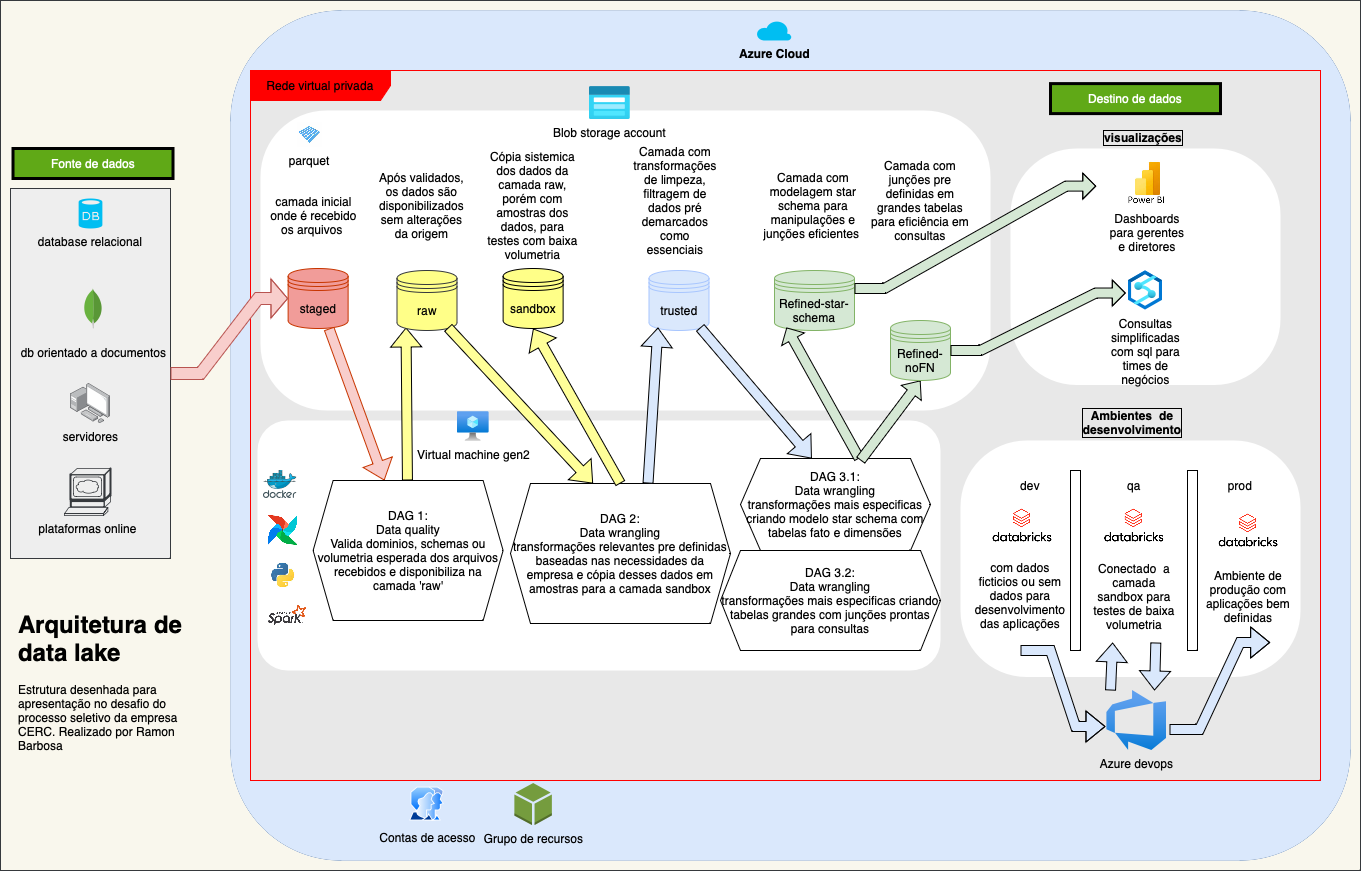 Azure Cloud
Rede virtual privada
Fonte de dados
DB
database relacional
db orientado a documentos
servidores
plataformas online
Arquitetura de
data lake
Estrutura desenhada para
apresentação no desafio do
processo seletivo da empresa
CERC. Realizado por Ramon
Barbosa
Blob storage account
parquet
camada inicial
onde é recebido
os arquivos
Após validados,
os dados são
disponibilizados
sem alterações
da origem
Cópia sistemica
dos dados da
camada raw,
porém com
amostras dos
dados, para
testes com baixa
volumetria
Camada com
transformações
de limpeza,
filtragem de
dados pré
demarcados
como
essenciais
Camada com
modelagem star
schema para
manipulações e
junções eficientes
Camada com
junções pre
definidas em
grandes tabelas
para eficiência em
consultas
staged
raw
sandbox
trusted
Refined-star-
schema
Refined-
noFN
Virtual machine gen2
docker
Spark
DAG 1:
Data quality
Valida dominios, schemas ou
volumetria esperada dos arquivos
recebidos e disponibiliza na
camada 'raw'
DAG 2:
Data wrangling
transformações relevantes pre definidas
baseadas nas necessidades da
empresa e cópia desses dados em
amostras para a camada sandbox
DAG 3.1:
Data wrangling
transformações mais especificas
criando modelo star schema com
tabelas fato e dimensões
DAG 3.2:
Data wrangling
transformações mais especificas criando
tabelas grandes com junções prontas
para consultas
Destino de dados
visualizações
Power BI
Dashboards
para gerentes
e diretores
Consultas
simplificadas
com sql para
times de
negócios
Ambientes de
desenvolvimento
dev
databricks
com dados
ficticios ou sem
dados para
desenvolvimento
das aplicações
qa
databricks
Conectado a
camada
sandbox para
testes de baixa
volumetria
prod
databricks
Ambiente de
produção com
aplicações bem
definidas
Azure devops
Contas de acesso
Grupo de recursos